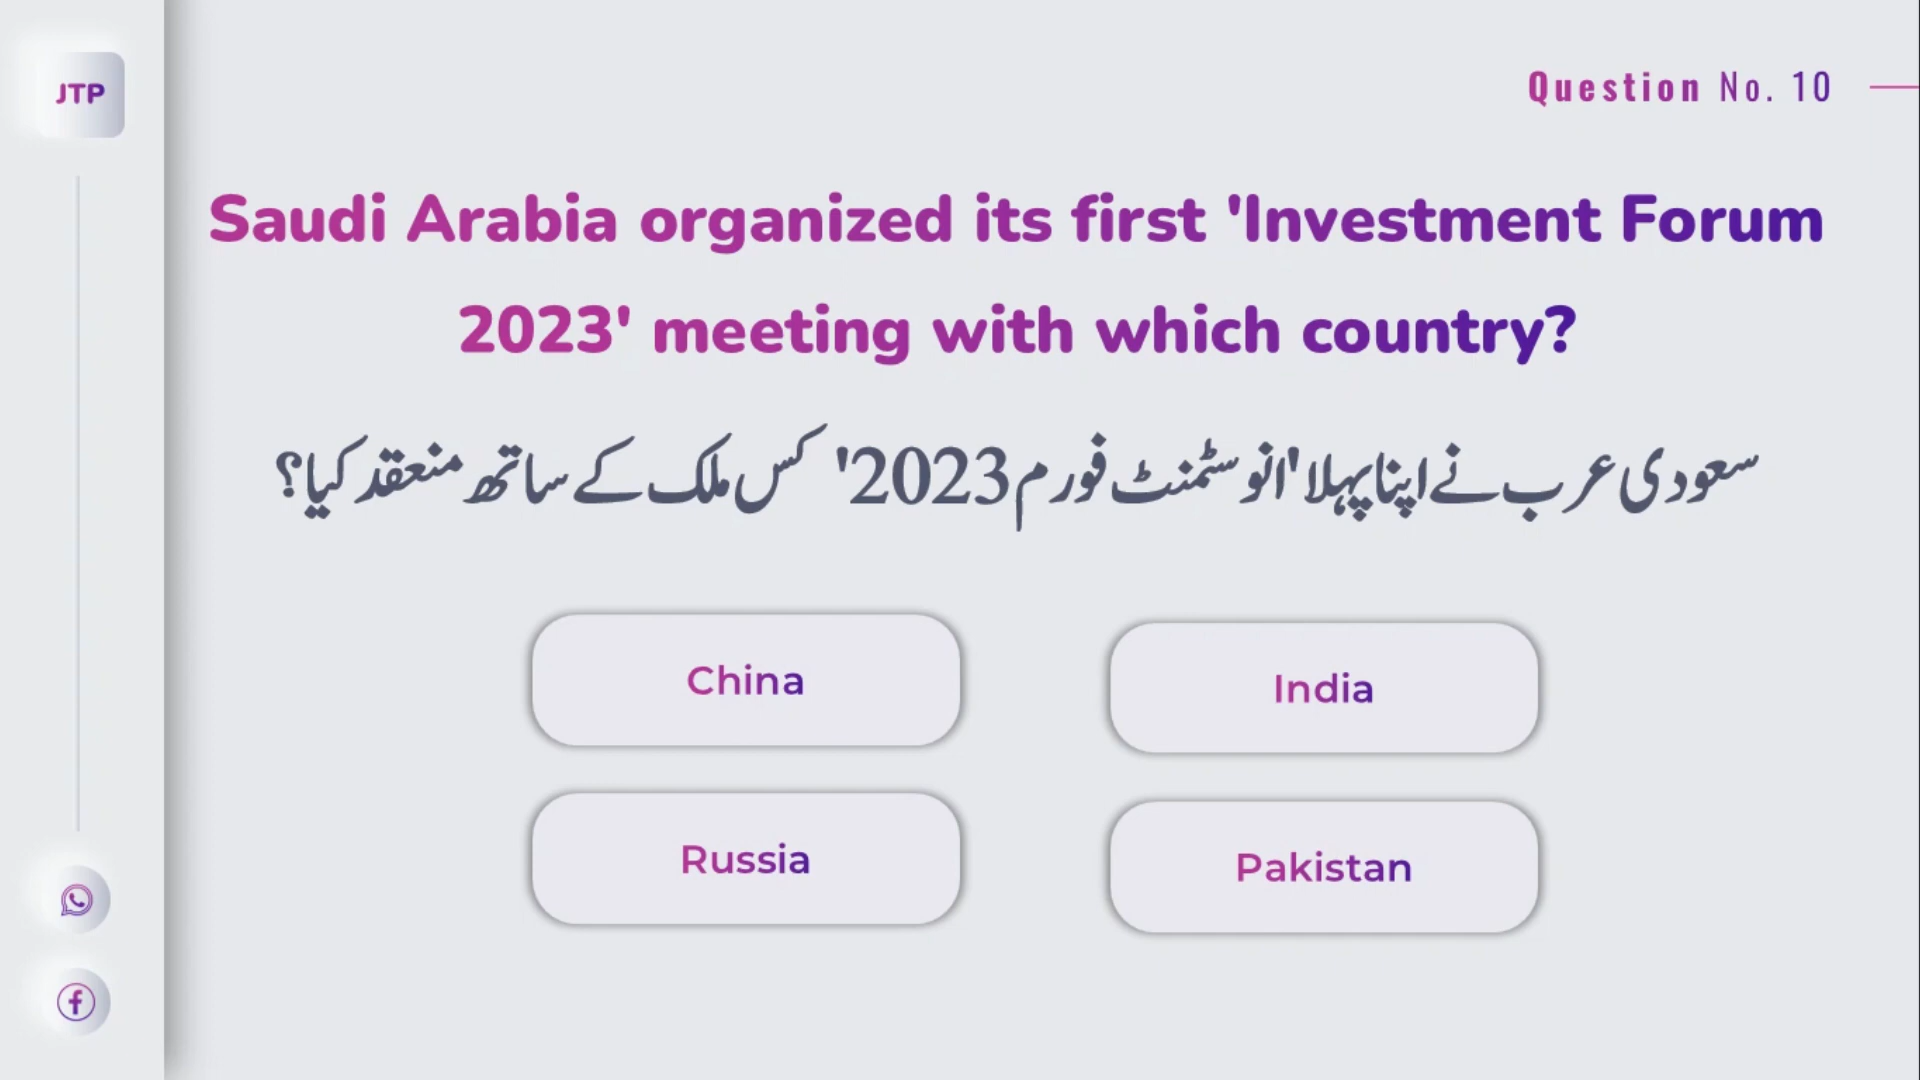 JTP
Question No. 10
Saudi Arabia organized its first 'Investment Forum
2023' meeting with which country?
سعودی عرب نے اپنا پہلا 'انوسٹمنٹ فورم 2023' کس ملک کے ساتھ منعقد کیا؟
China
India
Russia
Pakistan